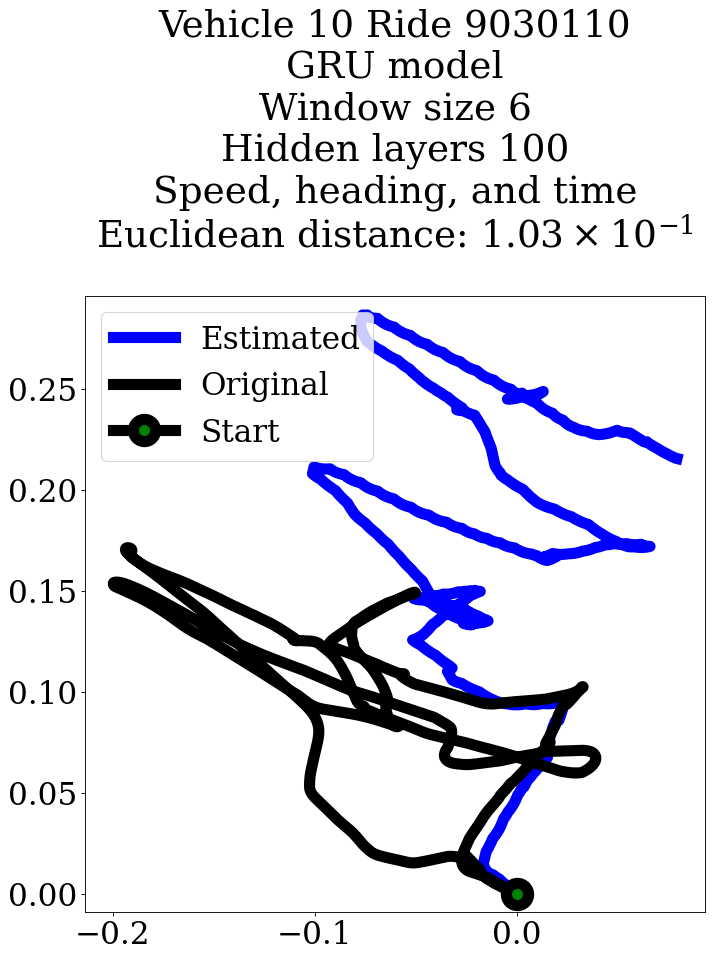 Vehicle 10 Ride 9030110
GRU model
Window size 6
Hidden layers 100
Speed, heading, and time
Euclidean distance: 1.03 × 10⁻¹
Estimated
Original
Start
0.25
0.20
0.15
0.10
0.05
0.00
−0.2
−0.1
0.0